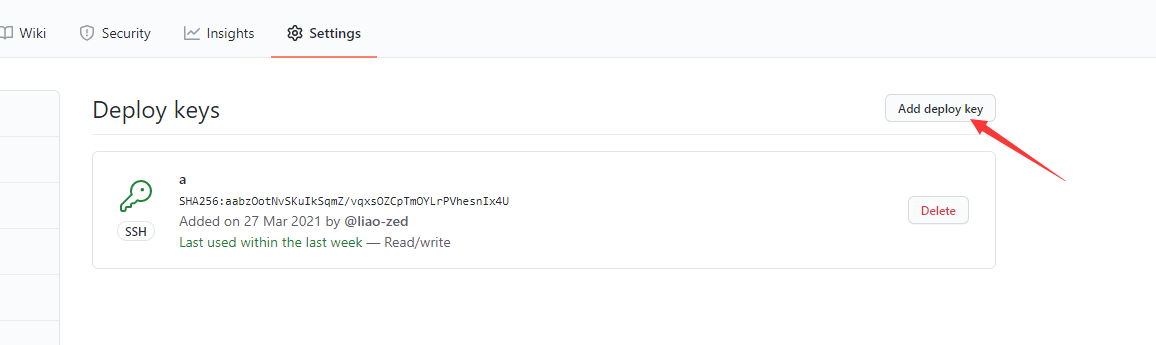 Wiki
Security
Insights
Settings
Deploy keys
Add deploy key
a
SHA256:aabzOotNvSKuIkSqmZ/vqxsOZCpTmOYLrPVhesnIx4U
Added on 27 Mar 2021 by @liao-zed
Last used within the last week — Read/write
SSH
Delete